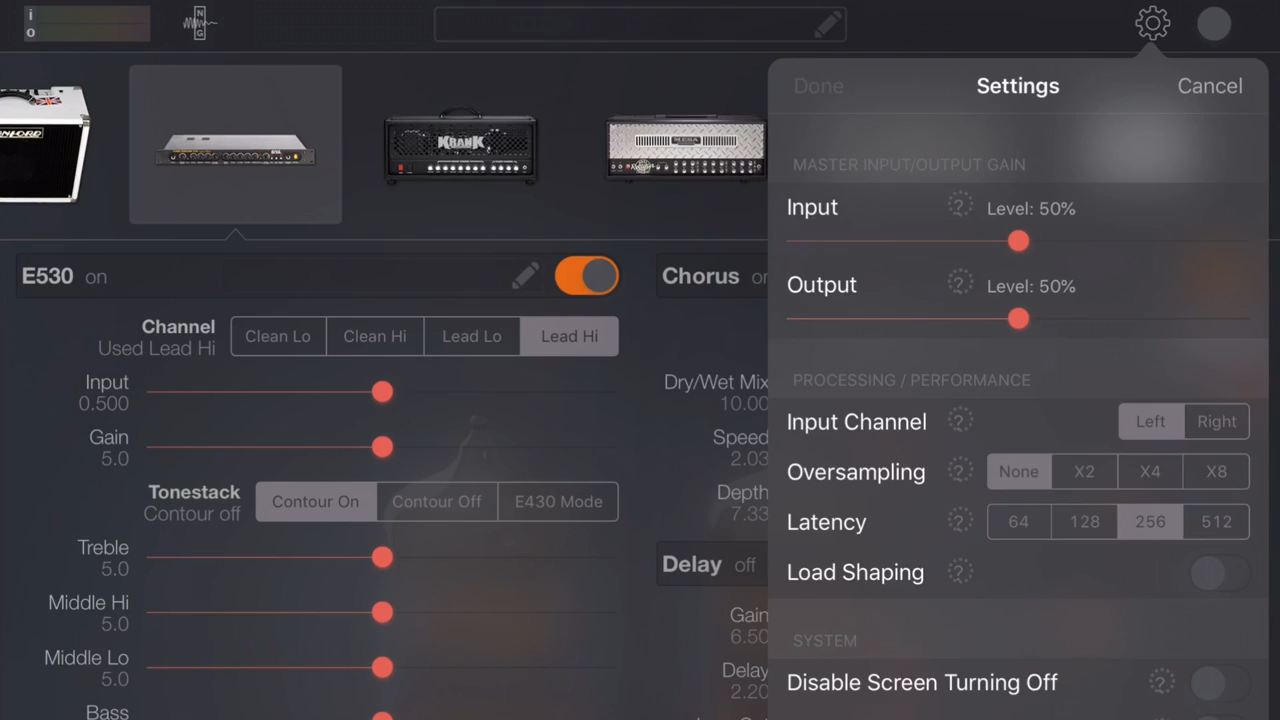 i
o
N
G
KRANK
E530 on
Channel
Used Lead Hi
Clean Lo
Clean Hi
Lead Lo
Lead Hi
Input
0.500
Gain
5.0
Tonestack
Contour off
Contour On
Contour Off
E430 Mode
Treble
5.0
Middle Hi
5.0
Middle Lo
5.0
Bass
Chorus
Dry/Wet Mix
10.00
Speed
2.03
Depth
7.33
Delay off
Gain
6.50
Delay
2.20
Done
Settings
Cancel
MASTER INPUT/OUTPUT GAIN
Input ? Level: 50%
Output ? Level: 50%
PROCESSING / PERFORMANCE
Input Channel ? Left Right
Oversampling ? None X2 X4 X8
Latency ? 64 128 256 512
Load Shaping ?
SYSTEM
Disable Screen Turning Off ?